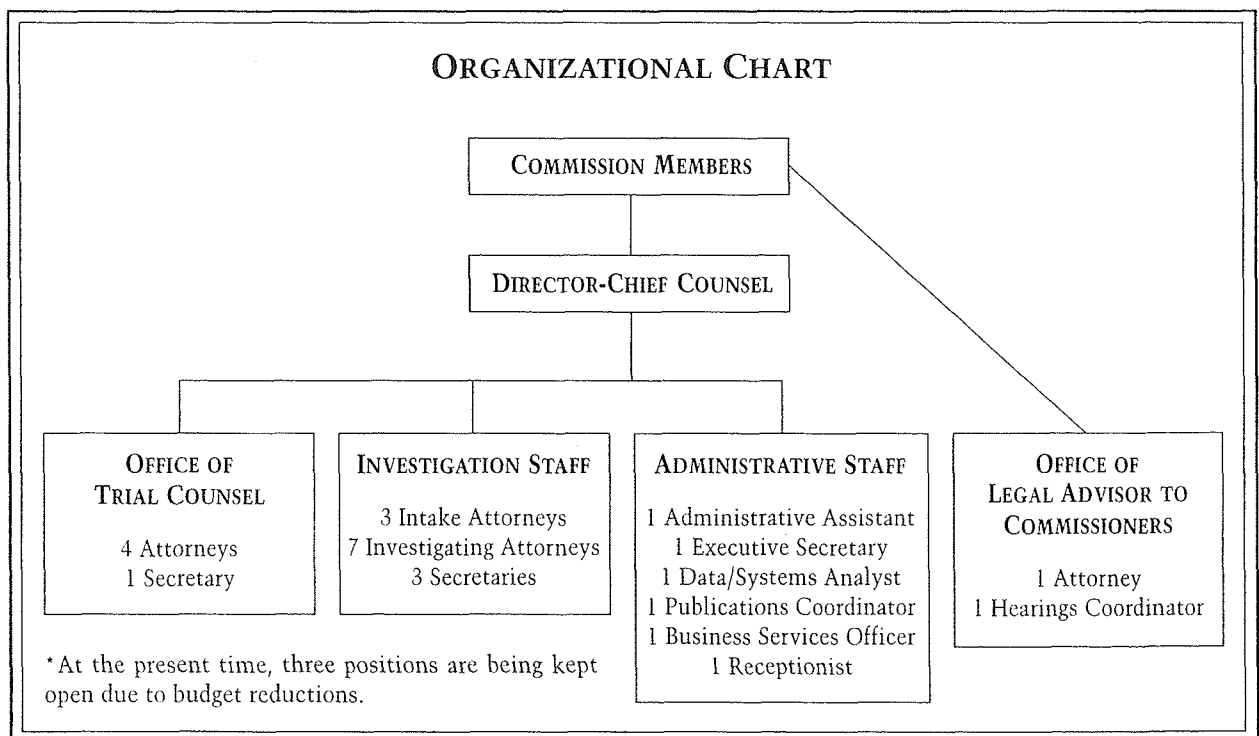 ORGANIZATIONAL CHART
COMMISSION MEMBERS
DIRECTOR-CHIEF COUNSEL
OFFICE OF
TRIAL COUNSEL
4 Attorneys
1 Secretary
INVESTIGATION STAFF
3 Intake Attorneys
7 Investigating Attorneys
3 Secretaries
ADMINISTRATIVE STAFF
1 Administrative Assistant
1 Executive Secretary
1 Data/Systems Analyst
1 Publications Coordinator
1 Business Services Officer
1 Receptionist
OFFICE OF
LEGAL ADVISOR TO
COMMISSIONERS
1 Attorney
1 Hearings Coordinator
*At the present time, three positions are being kept
open due to budget reductions.